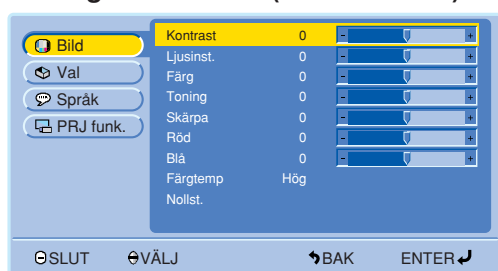 Bild
Val
Språk
PRJ funk.
Kontrast 0
Ljusinst. 0
Färg 0
Toning 0
Skärpa 0
Röd 0
Blå 0
Färgtemp Hög
Nollst.
SLUT VÄLJ BAK ENTER